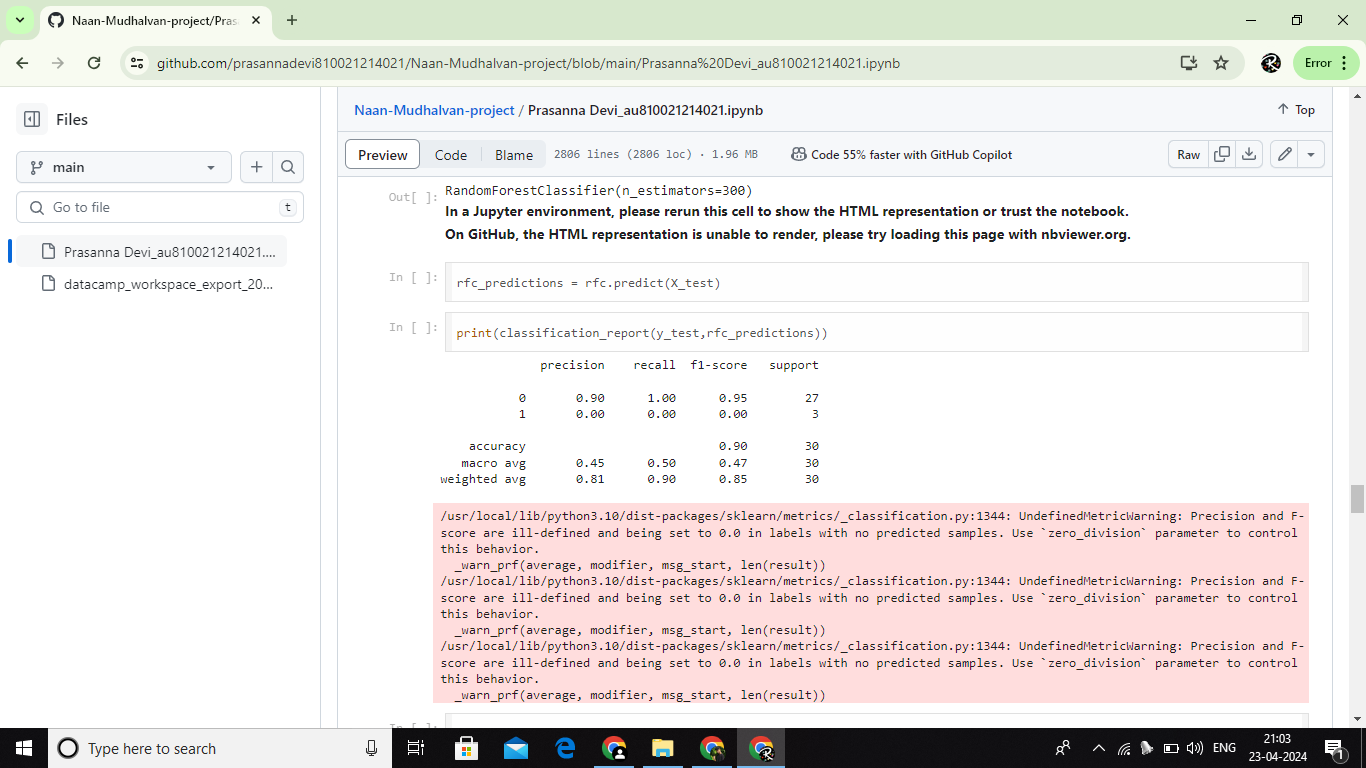 Naan-Mudhalvan-project/Pras
github.com/prasannadevi810021214021/Naan-Mudhalvan-project/blob/main/Prasanna%20Devi_au810021214021.ipynb
Error
Files
Naan-Mudhalvan-project / Prasanna Devi_au810021214021.ipynb
Top
main
Preview Code Blame 2806 lines (2806 loc) · 1.96 MB Code 55% faster with GitHub Copilot Raw
Go to file t
Prasanna Devi_au810021214021....
datacamp_workspace_export_20...
Out[ ]: RandomForestClassifier(n_estimators=300)
In a Jupyter environment, please rerun this cell to show the HTML representation or trust the notebook.
On GitHub, the HTML representation is unable to render, please try loading this page with nbviewer.org.
In [ ]: rfc_predictions = rfc.predict(X_test)
In [ ]: print(classification_report(y_test,rfc_predictions))
precision recall f1-score support
0 0.90 1.00 0.95 27
1 0.00 0.00 0.00 3
accuracy 0.90 30
macro avg 0.45 0.50 0.47 30
weighted avg 0.81 0.90 0.85 30
/usr/local/lib/python3.10/dist-packages/sklearn/metrics/_classification.py:1344: UndefinedMetricWarning: Precision and F-
score are ill-defined and being set to 0.0 in labels with no predicted samples. Use `zero_division` parameter to control
this behavior.
_warn_prf(average, modifier, msg_start, len(result))
/usr/local/lib/python3.10/dist-packages/sklearn/metrics/_classification.py:1344: UndefinedMetricWarning: Precision and F-
score are ill-defined and being set to 0.0 in labels with no predicted samples. Use `zero_division` parameter to control
this behavior.
_warn_prf(average, modifier, msg_start, len(result))
/usr/local/lib/python3.10/dist-packages/sklearn/metrics/_classification.py:1344: UndefinedMetricWarning: Precision and F-
score are ill-defined and being set to 0.0 in labels with no predicted samples. Use `zero_division` parameter to control
this behavior.
_warn_prf(average, modifier, msg_start, len(result))
In [ ]:
Type here to search
ENG
21:03
23-04-2024
1